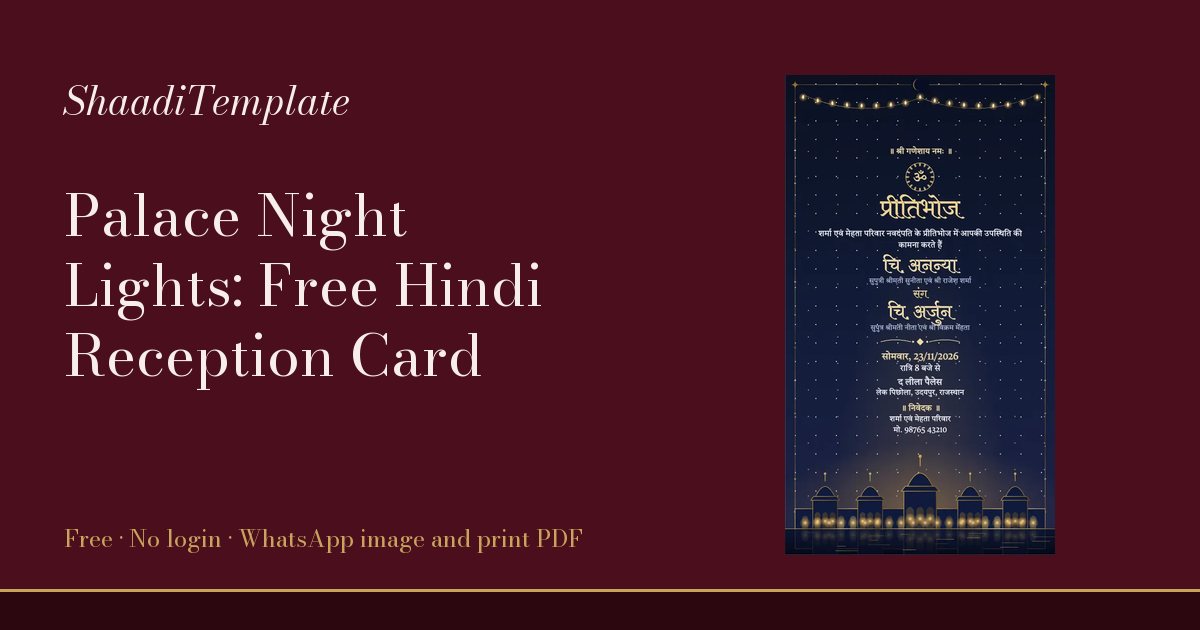 ShaadiTemplate
Palace Night
Lights: Free Hindi
Reception Card
Free · No login · WhatsApp image and print PDF
॥ श्री गणेशाय नमः ॥
ॐ
प्रीतिभोज
शर्मा एवं मेहता परिवार नवदंपति के प्रीतिभोज में आपकी उपस्थिति की
कामना करते हैं
चि. अनन्या
सुपुत्री श्रीमती सुनीता एवं श्री राजेश शर्मा
संग
चि. अर्जुन
सुपुत्र श्रीमती नीता एवं श्री विक्रम मेहता
सोमवार, 23/11/2026
रात्रि 8 बजे से
द लीला पैलेस
लेक पिछोला, उदयपुर, राजस्थान
॥ निवेदक ॥
शर्मा एवं मेहता परिवार
मो. 98765 43210